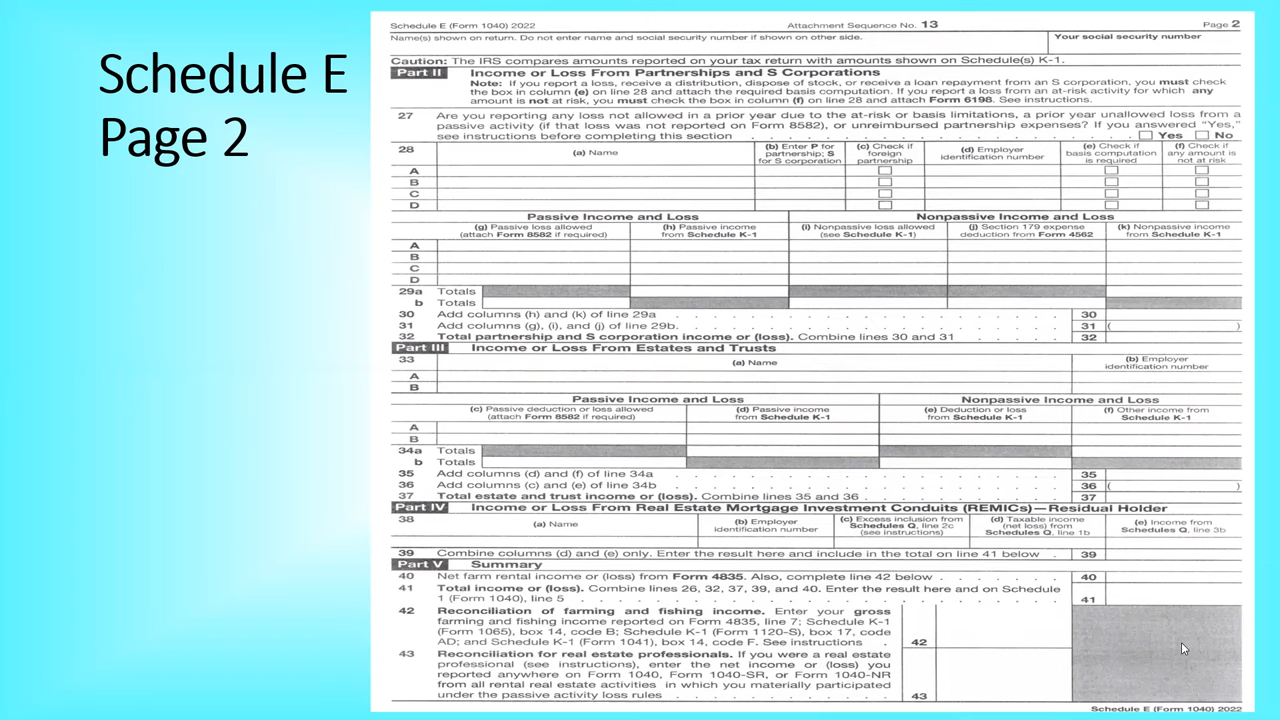 Schedule E
Page 2
Schedule E (Form 1040) 2022 Attachment Sequence No. 13 Page 2
Name(s) shown on return. Do not enter name and social security number if shown on other side. Your social security number
Caution: The IRS compares amounts reported on your tax return with amounts shown on Schedule(s) K-1.
Part II Income or Loss From Partnerships and S Corporations
Note: If you report a loss, receive a distribution, dispose of stock, or receive a loan repayment from an S corporation, you must check
the box in column (e) on line 28 and attach the required basis computation. If you report a loss from an at-risk activity for which any
amount is not at risk, you must check the box in column (f) on line 28 and attach Form 6198. See instructions.
27 Are you reporting any loss not allowed in a prior year due to the at-risk or basis limitations, a prior year unallowed loss from a
passive activity (if that loss was not reported on Form 8582), or unreimbursed partnership expenses? If you answered "Yes,"
see instructions before completing this section . . . . . . . . . . . . . . Yes No
28 (a) Name (b) Enter P for partnership; S for S corporation (c) Check if foreign partnership (d) Employer identification number (e) Check if basis computation is required (f) Check if any amount is not at risk
A
B
C
D
Passive Income and Loss Nonpassive Income and Loss
(g) Passive loss allowed (attach Form 8582 if required) (h) Passive income from Schedule K-1 (i) Nonpassive loss allowed (see Schedule K-1) (j) Section 179 expense deduction from Form 4562 (k) Nonpassive income from Schedule K-1
A
B
C
D
29a Totals
b Totals
30 Add columns (h) and (k) of line 29a 30
31 Add columns (g), (i), and (j) of line 29b. 31 ( )
32 Total partnership and S corporation income or (loss). Combine lines 30 and 31 32
Part III Income or Loss From Estates and Trusts
33 (a) Name (b) Employer identification number
A
B
Passive Income and Loss Nonpassive Income and Loss
(c) Passive deduction or loss allowed (attach Form 8582 if required) (d) Passive income from Schedule K-1 (e) Deduction or loss from Schedule K-1 (f) Other income from Schedule K-1
A
B
34a Totals
b Totals
35 Add columns (d) and (f) of line 34a 35
36 Add columns (c) and (e) of line 34b 36 ( )
37 Total estate and trust income or (loss). Combine lines 35 and 36 37
Part IV Income or Loss From Real Estate Mortgage Investment Conduits (REMICs)—Residual Holder
38 (a) Name (b) Employer identification number (c) Excess inclusion from Schedules Q, line 2c (see instructions) (d) Taxable income (net loss) from Schedules Q, line 1b (e) Income from Schedules Q, line 3b
39 Combine columns (d) and (e) only. Enter the result here and include in the total on line 41 below 39
Part V Summary
40 Net farm rental income or (loss) from Form 4835. Also, complete line 42 below 40
41 Total income or (loss). Combine lines 26, 32, 37, 39, and 40. Enter the result here and on Schedule
1 (Form 1040), line 5 41
42 Reconciliation of farming and fishing income. Enter your gross
farming and fishing income reported on Form 4835, line 7; Schedule K-1
(Form 1065), box 14, code B; Schedule K-1 (Form 1120-S), box 17, code
AD; and Schedule K-1 (Form 1041), box 14, code F. See instructions 42
43 Reconciliation for real estate professionals. If you were a real estate
professional (see instructions), enter the net income or (loss) you
reported anywhere on Form 1040, Form 1040-SR, or Form 1040-NR
from all rental real estate activities in which you materially participated
under the passive activity loss rules 43
Schedule E (Form 1040) 2022